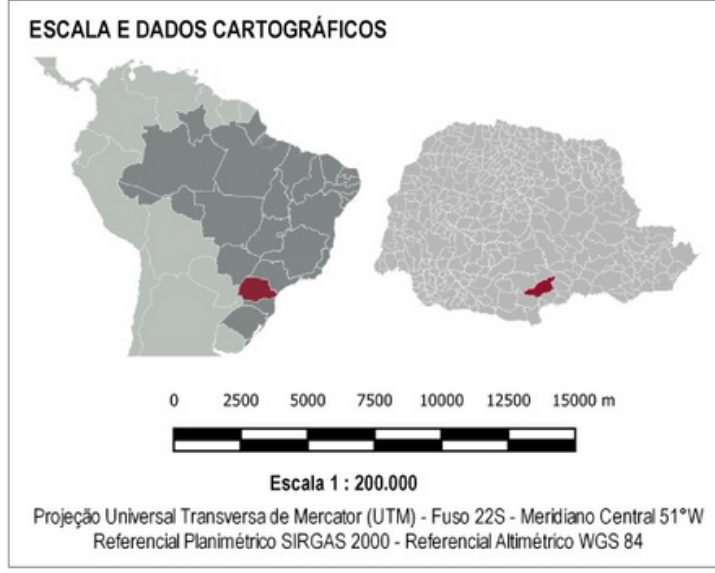 ESCALA E DADOS CARTOGRÁFICOS
0 2500 5000 7500 10000 12500 15000 m
Escala 1 : 200.000
Projeção Universal Transversa de Mercator (UTM) - Fuso 22S - Meridiano Central 51°W
Referencial Planimétrico SIRGAS 2000 - Referencial Altimétrico WGS 84